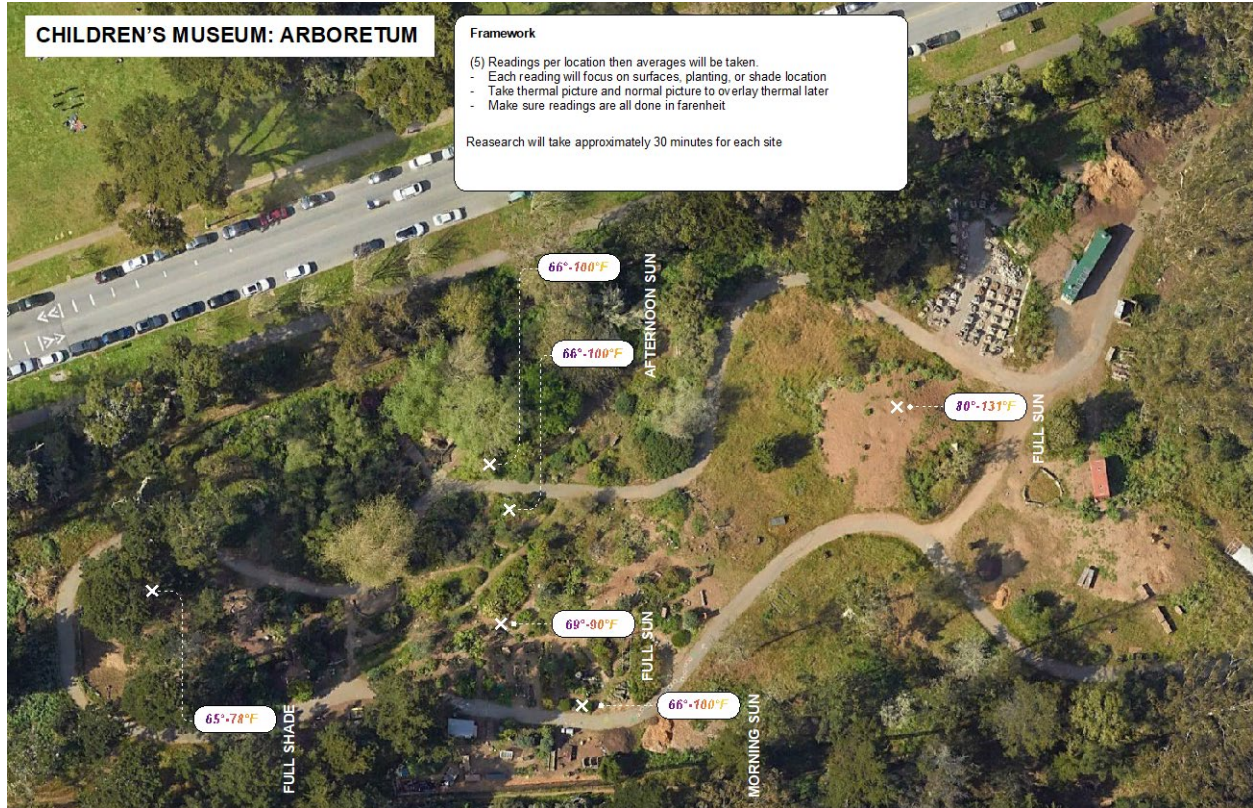 CHILDREN'S MUSEUM: ARBORETUM
Framework
(5) Readings per location then averages will be taken.
- Each reading will focus on surfaces, planting, or shade location
- Take thermal picture and normal picture to overlay thermal later
- Make sure readings are all done in farenheit
Reasearch will take approximately 30 minutes for each site
66°-100°F
AFTERNOON SUN
66°-100°F
80°-131°F
FULL SUN
69°-90°F
FULL SUN
66°-100°F
MORNING SUN
65°-78°F
FULL SHADE